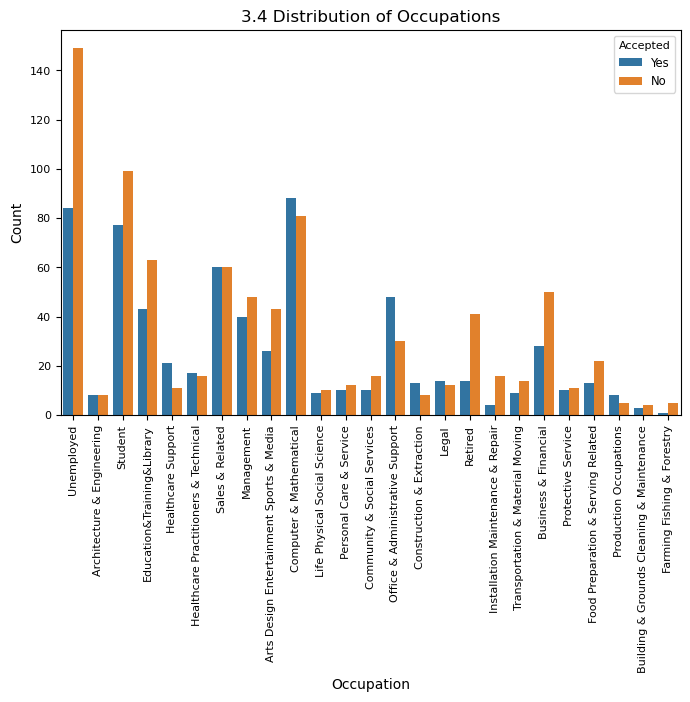 3.4 Distribution of Occupations
Accepted
Yes
No
Count
140
120
100
80
60
40
20
0
Unemployed
Architecture & Engineering
Student
Education&Training&Library
Healthcare Support
Healthcare Practitioners & Technical
Sales & Related
Management
Arts Design Entertainment Sports & Media
Computer & Mathematical
Life Physical Social Science
Personal Care & Service
Community & Social Services
Office & Administrative Support
Construction & Extraction
Legal
Retired
Installation Maintenance & Repair
Transportation & Material Moving
Business & Financial
Protective Service
Food Preparation & Serving Related
Production Occupations
Building & Grounds Cleaning & Maintenance
Farming Fishing & Forestry
Occupation